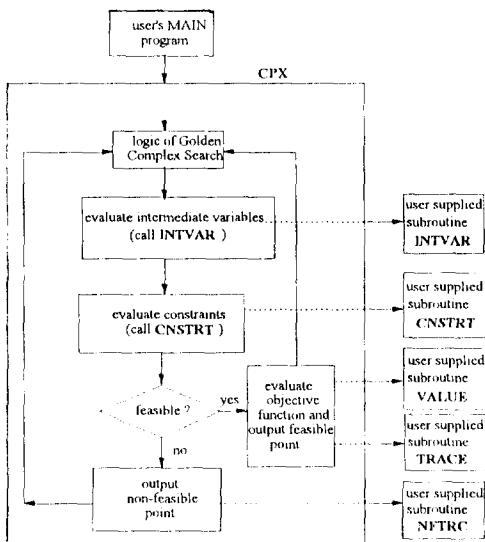 user's MAIN
program
CPX
logic of Golden
Complex Search
evaluate intermediate variables
(call INTVAR )
user supplied
subroutine
INTVAR
evaluate constraints
(call CNSTRT )
user supplied
subroutine
CNSTRT
feasible ?
yes
no
evaluate
objective
function and
output feasible
point
user supplied
subroutine
VALUE
user supplied
subroutine
TRACE
output
non-feasible
point
user supplied
subroutine
NFTRC